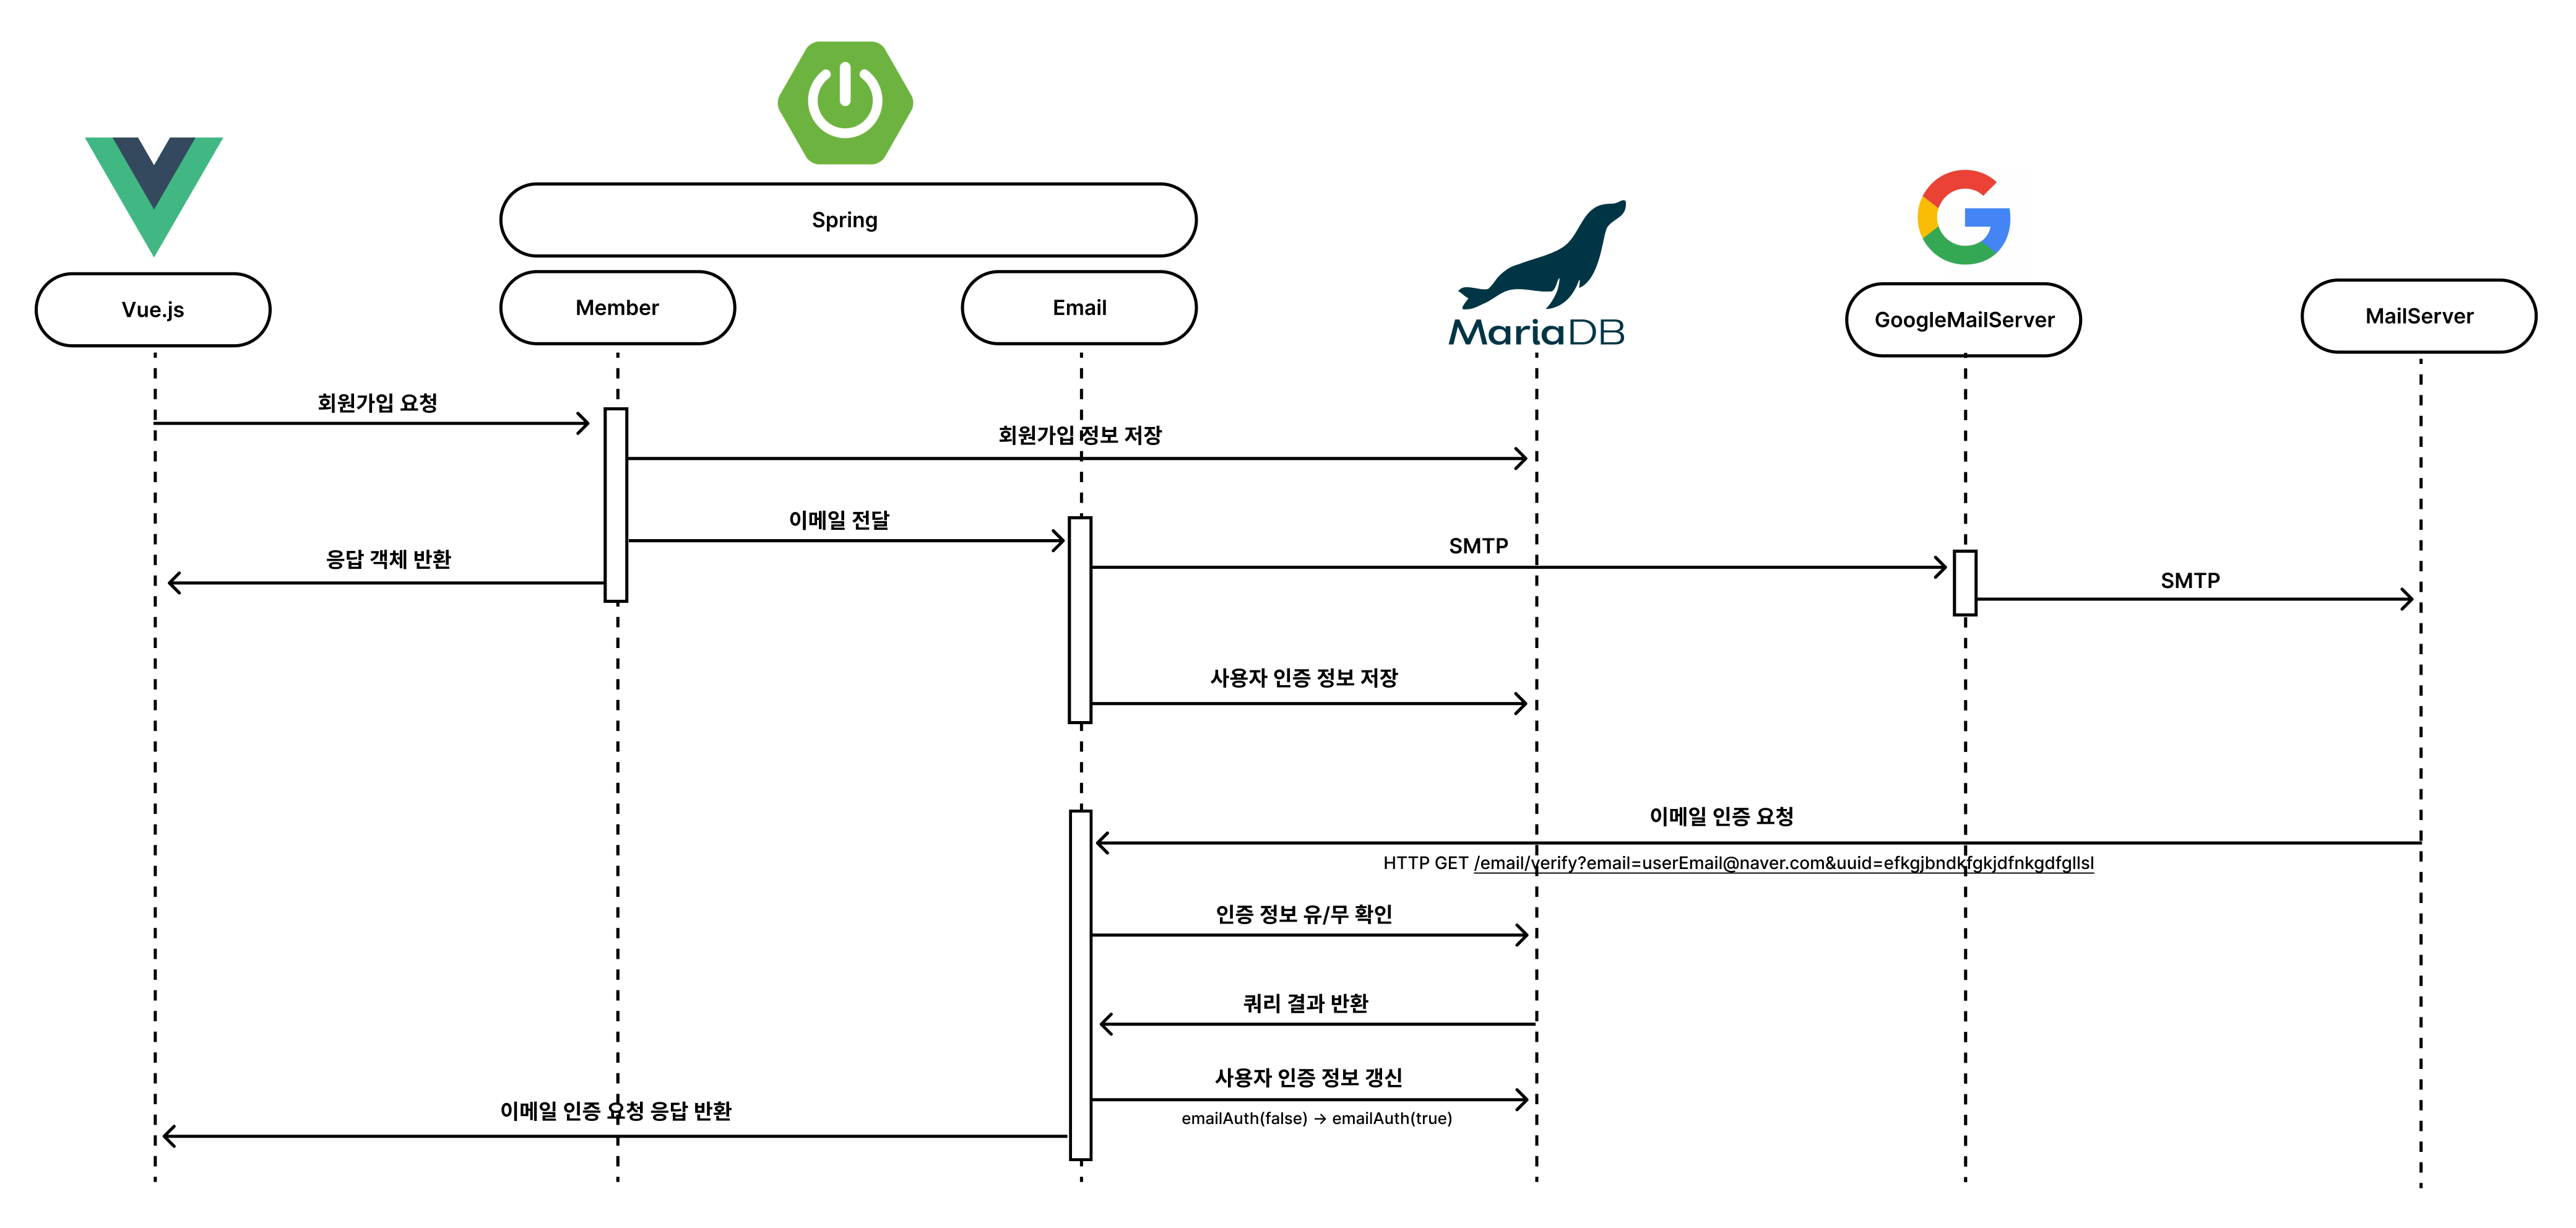 Spring
Vue.js
Member
Email
MariaDB
GoogleMailServer
MailServer
회원가입 요청
회원가입 정보 저장
이메일 전달
응답 객체 반환
SMTP
SMTP
사용자 인증 정보 저장
이메일 인증 요청
HTTP GET /email/verify?email=userEmail@naver.com&uuid=efkgjbndkfgkjdfnkgdfgllsl
인증 정보 유/무 확인
쿼리 결과 반환
사용자 인증 정보 갱신
emailAuth(false) → emailAuth(true)
이메일 인증 요청 응답 반환